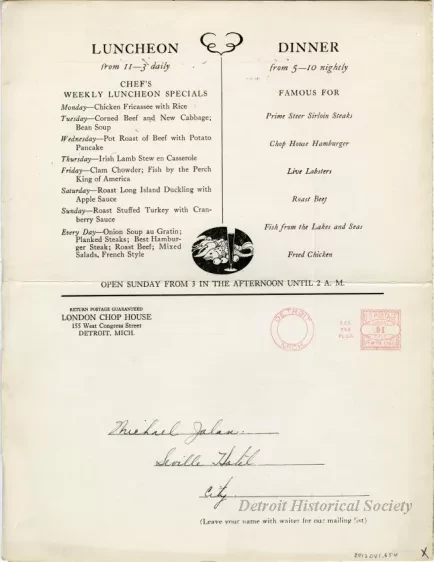 LUNCHEON
from 11—3 daily
CHEF'S
WEEKLY LUNCHEON SPECIALS
Monday—Chicken Fricassee with Rice
Tuesday—Corned Beef and New Cabbage;
Bean Soup
Wednesday—Pot Roast of Beef with Potato
Pancake
Thursday—Irish Lamb Stew en Casserole
Friday—Clam Chowder; Fish by the Perch
King of America
Saturday—Roast Long Island Duckling with
Apple Sauce
Sunday—Roast Stuffed Turkey with Cran-
berry Sauce
Every Day—Onion Soup au Gratin;
Planked Steaks; Best Hambur-
ger Steak; Roast Beef; Mixed
Salads, French Style
DINNER
from 5—10 nightly
FAMOUS FOR
Prime Steer Sirloin Steaks
Chop House Hamburger
Live Lobsters
Roast Beef
Fish from the Lakes and Seas
Fried Chicken
OPEN SUNDAY FROM 3 IN THE AFTERNOON UNTIL 2 A. M.
RETURN POSTAGE GUARANTEED
LONDON CHOP HOUSE
155 West Congress Street
DETROIT, MICH.
DETROIT
MICH.
Michael Jalan
Seville Hotel
City
Detroit Historical Society
(Leave your name with waiter for our mailing list)
X